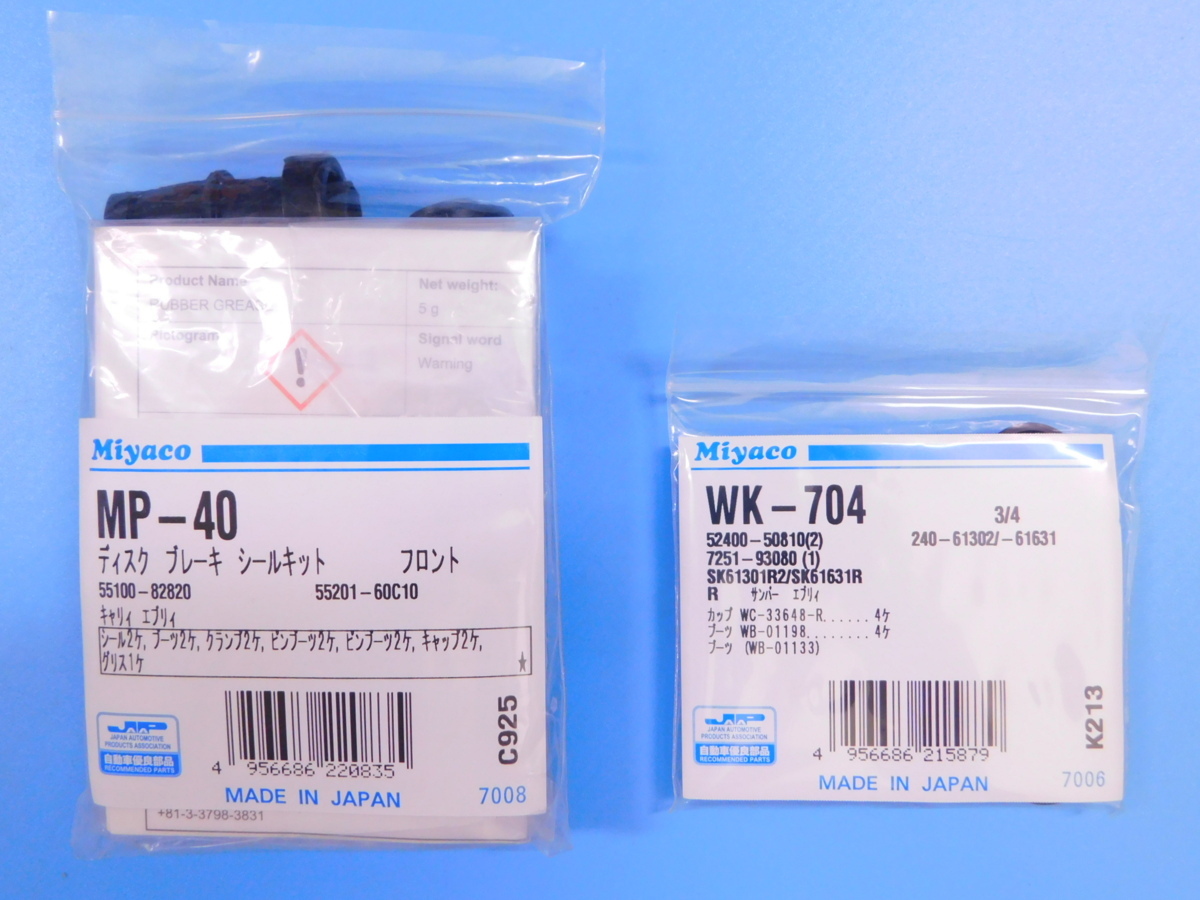 Product Name
RUBBER GREASE
Net weight:
5 g
Pictogram
Signal word
Warning
Miyaco
MP-40
ディスク ブレーキ シールキット フロント
55100-82820 55201-60C10
キャリィ エブリィ
シール2ケ, ブーツ2ケ, クランプ2ケ, ピンブーツ2ケ, ピンブーツ2ケ, キャップ2ケ,
グリス1ケ ★
JAP
JAPAN AUTOMOTIVE
PRODUCTS ASSOCIATION
自動車優良部品
RECOMMENDED PARTS
4 956686 220835
C925
MADE IN JAPAN 7008
+81-3-3798-3831
Miyaco
WK-704 3/4
52400-50810(2) 240-61302/-61631
7251-93080 (1)
SK61301R2/SK61631R
R サンバー エブリィ
カップ WC-33648-R...... 4ケ
ブーツ WB-01198........ 4ケ
ブーツ (WB-01133)
JAP
JAPAN AUTOMOTIVE
PRODUCTS ASSOCIATION
自動車優良部品
RECOMMENDED PARTS
4 956686 215879
K213
MADE IN JAPAN 7006